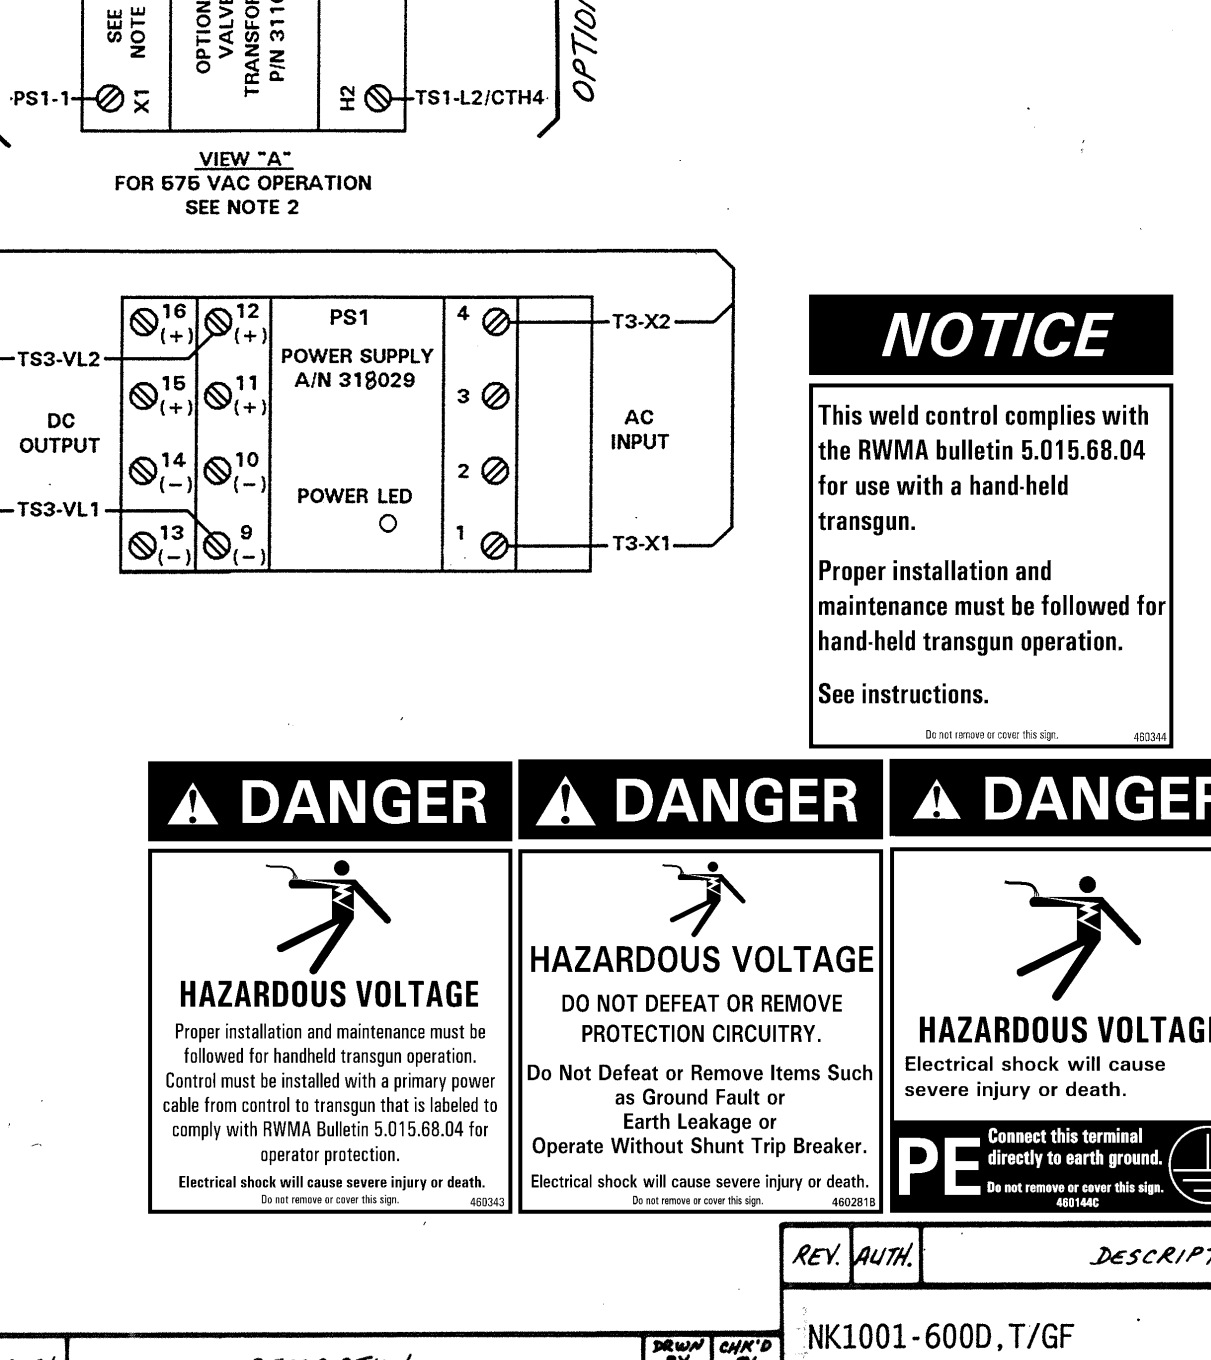 SEE
NOTE
X1
OPTION
VALVE
H2
PS1-1
TS1-L2/CTH4
VIEW "A"
FOR 575 VAC OPERATION
SEE NOTE 2
16
(+)
12
(+)
PS1
4
T3-X2
TS3-VL2
POWER SUPPLY
A/N 318029
15
(+)
11
(+)
3
DC
OUTPUT
AC
INPUT
14
(-)
10
(-)
2
POWER LED
TS3-VL1
13
(-)
9
(-)
1
T3-X1
NOTICE
This weld control complies with
the RWMA bulletin 5.015.68.04
for use with a hand-held
transgun.
Proper installation and
maintenance must be followed for
hand-held transgun operation.
See instructions.
Do not remove or cover this sign. 460344
DANGER
HAZARDOUS VOLTAGE
Proper installation and maintenance must be
followed for handheld transgun operation.
Control must be installed with a primary power
cable from control to transgun that is labeled to
comply with RWMA Bulletin 5.015.68.04 for
operator protection.
Electrical shock will cause severe injury or death.
Do not remove or cover this sign. 460343
DANGER
HAZARDOUS VOLTAGE
DO NOT DEFEAT OR REMOVE
PROTECTION CIRCUITRY.
Do Not Defeat or Remove Items Such
as Ground Fault or
Earth Leakage or
Operate Without Shunt Trip Breaker.
Electrical shock will cause severe injury or death.
Do not remove or cover this sign. 460281B
DANGER
HAZARDOUS VOLTAGE
Electrical shock will cause
severe injury or death.
PE
Connect this terminal
directly to earth ground.
Do not remove or cover this sign.
460144C
REV. AUTH. DESCRIPT
NK1001-600D,T/GF
DRWN
CHK'D